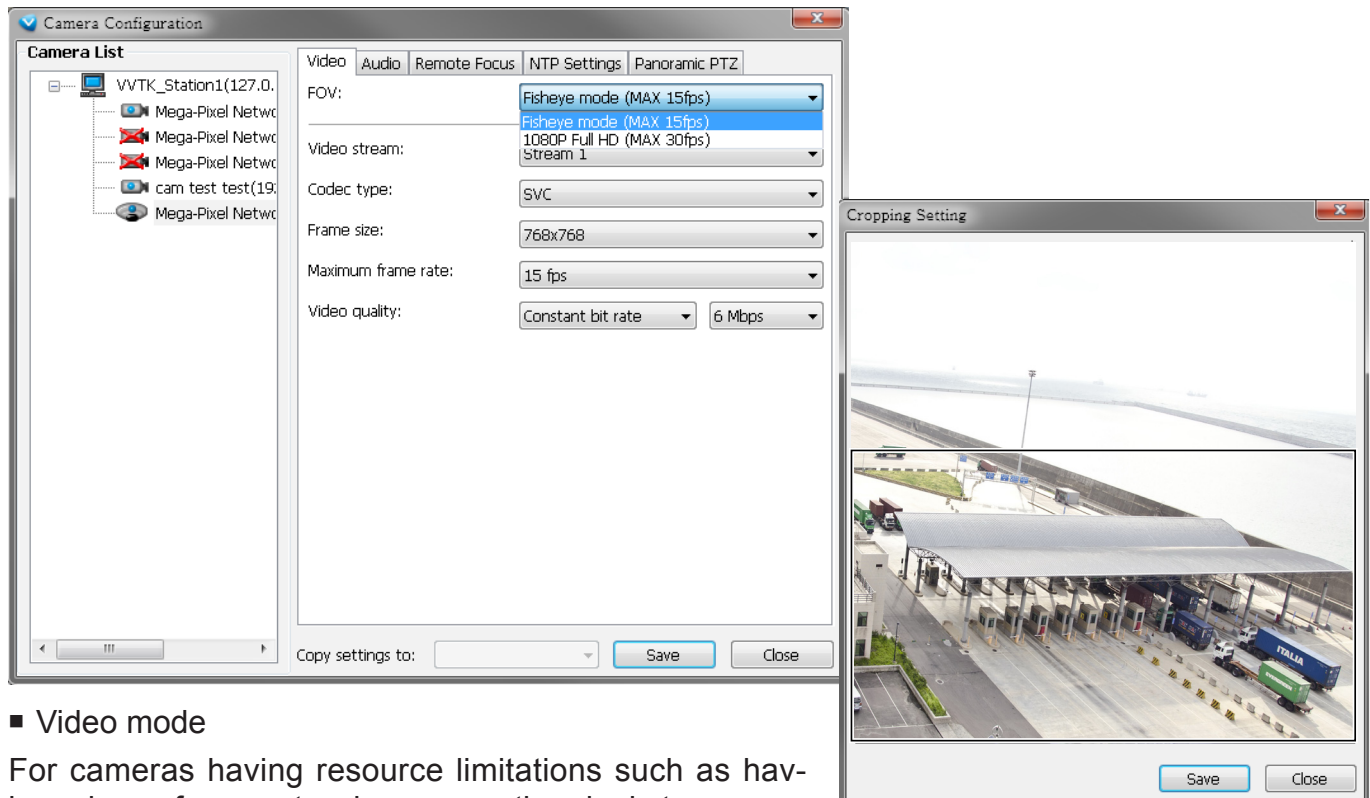 Camera Configuration
Camera List
VVTK_Station1(127.0.
Mega-Pixel Netwo
Mega-Pixel Netwo
Mega-Pixel Netwo
cam test test(19
Mega-Pixel Netwo
Video Audio Remote Focus NTP Settings Panoramic PTZ
FOV: Fisheye mode (MAX 15fps)
Fisheye mode (MAX 15fps)
1080P Full HD (MAX 30fps)
Video stream: Stream 1
Codec type: SVC
Frame size: 768x768
Maximum frame rate: 15 fps
Video quality: Constant bit rate 6 Mbps
Copy settings to: Save Close
Cropping Setting
ITALIA
EVERGREEN
Save Close
■ Video mode
For cameras having resource limitations such as hav-